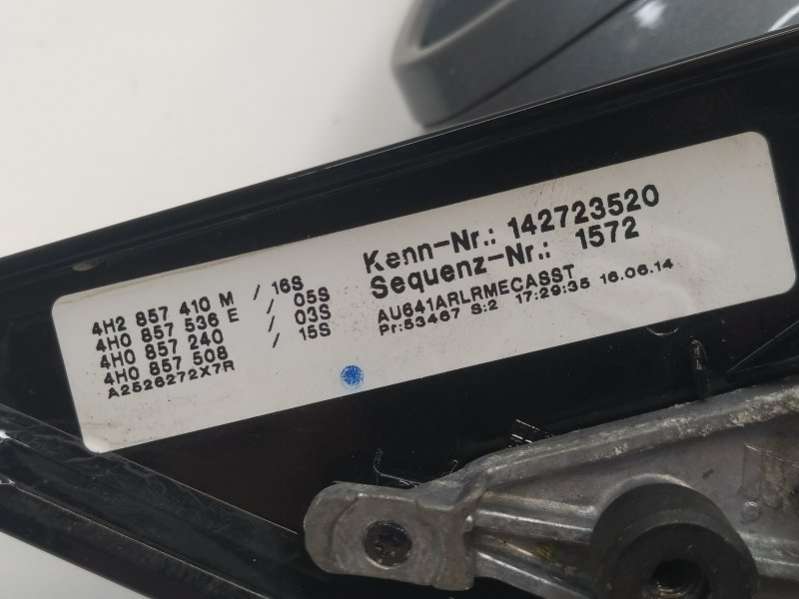 4H2 857 410 M / 16S
4H0 857 536 E / 05S
4H0 857 240 / 03S
4H0 857 508 / 15S
A2526272X7R
Kenn-Nr.: 142723520
Sequenz-Nr.: 1572
AU641ARLRMECASST
Pr:53467 S:2 17:29:35 16.06.14